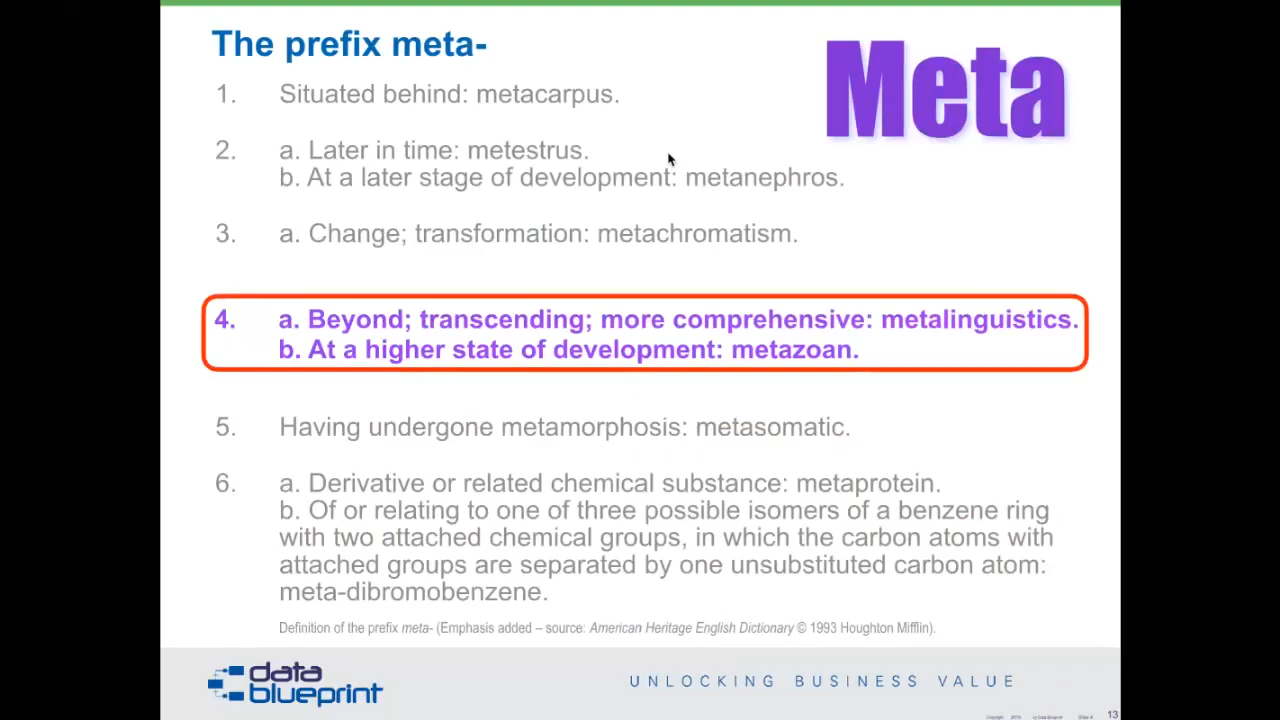 The prefix meta-
Meta
1. Situated behind: metacarpus.
2. a. Later in time: metestrus.
b. At a later stage of development: metanephros.
3. a. Change; transformation: metachromatism.
4. a. Beyond; transcending; more comprehensive: metalinguistics.
b. At a higher state of development: metazoan.
5. Having undergone metamorphosis: metasomatic.
6. a. Derivative or related chemical substance: metaprotein.
b. Of or relating to one of three possible isomers of a benzene ring
with two attached chemical groups, in which the carbon atoms with
attached groups are separated by one unsubstituted carbon atom:
meta-dibromobenzene.
Definition of the prefix meta- (Emphasis added – source: American Heritage English Dictionary © 1993 Houghton Mifflin).
data
blueprint
UNLOCKING BUSINESS VALUE
13